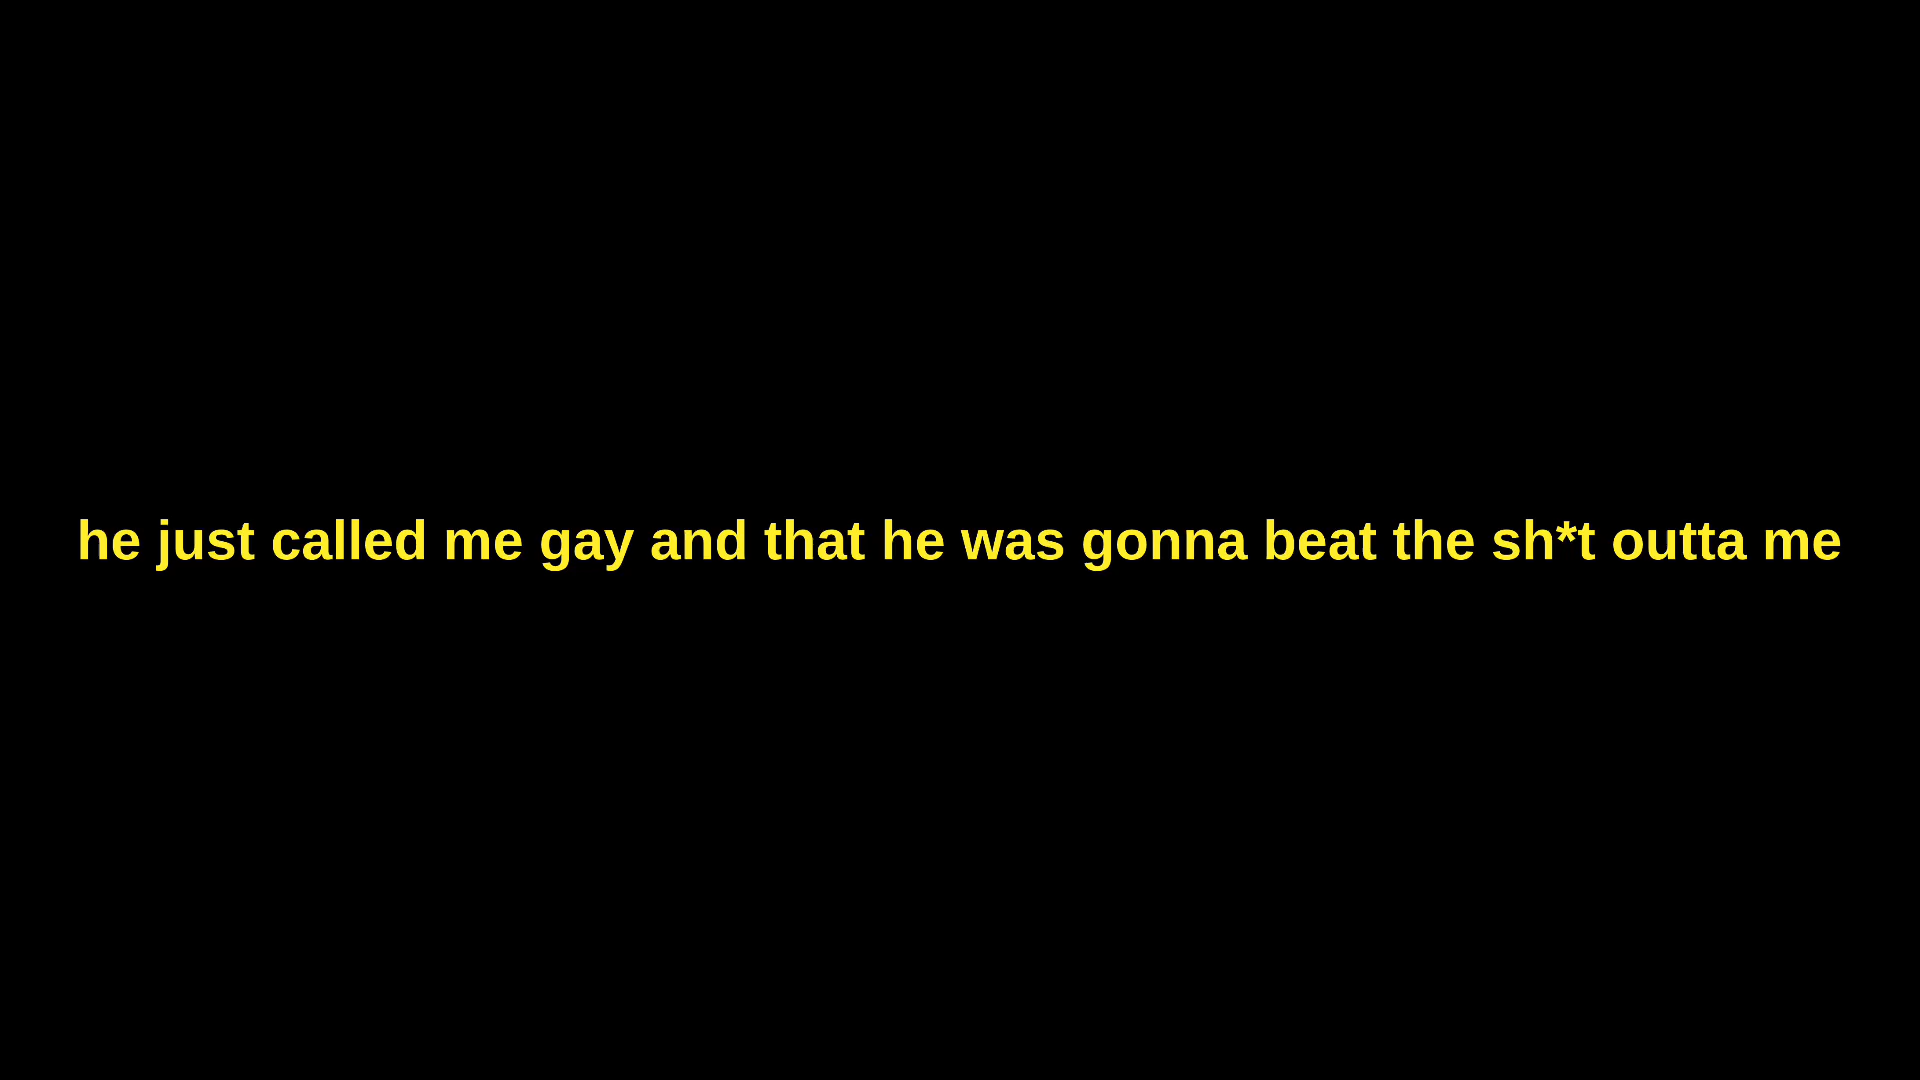 he just called me gay and that he was gonna beat the sh*t outta me